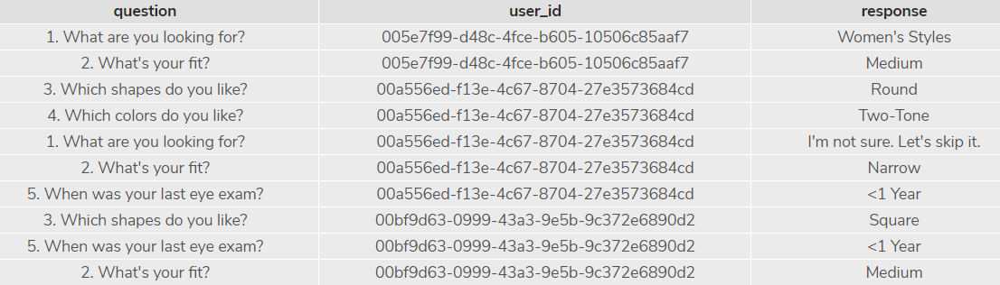 question user_id response
1. What are you looking for? 005e7f99-d48c-4fce-b605-10506c85aaf7 Women's Styles
2. What's your fit? 005e7f99-d48c-4fce-b605-10506c85aaf7 Medium
3. Which shapes do you like? 00a556ed-f13e-4c67-8704-27e3573684cd Round
4. Which colors do you like? 00a556ed-f13e-4c67-8704-27e3573684cd Two-Tone
1. What are you looking for? 00a556ed-f13e-4c67-8704-27e3573684cd I'm not sure. Let's skip it.
2. What's your fit? 00a556ed-f13e-4c67-8704-27e3573684cd Narrow
5. When was your last eye exam? 00a556ed-f13e-4c67-8704-27e3573684cd <1 Year
3. Which shapes do you like? 00bf9d63-0999-43a3-9e5b-9c372e6890d2 Square
5. When was your last eye exam? 00bf9d63-0999-43a3-9e5b-9c372e6890d2 <1 Year
2. What's your fit? 00bf9d63-0999-43a3-9e5b-9c372e6890d2 Medium